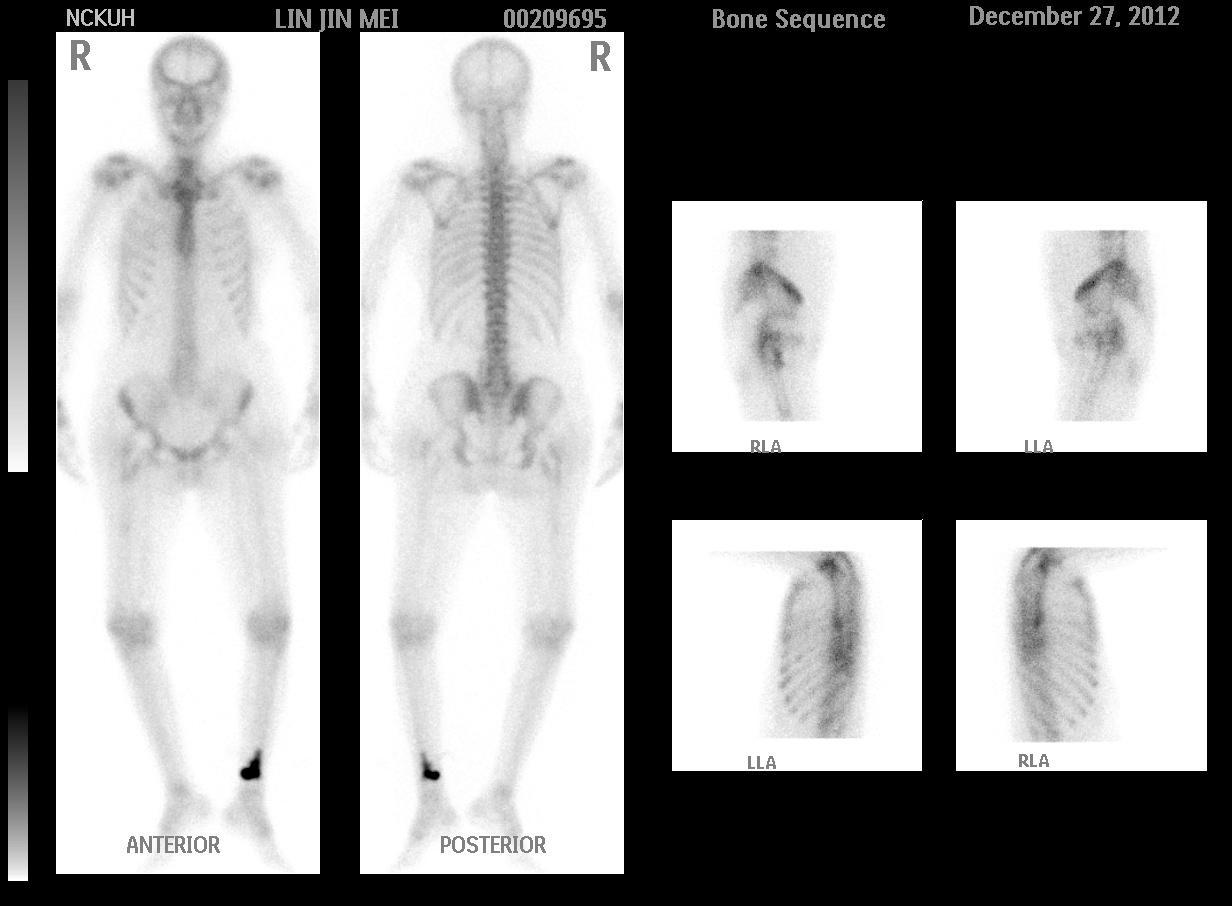 NCKUH LIN JIN MEI 00209695 Bone Sequence December 27, 2012
R R
RLA LLA
LLA RLA
ANTERIOR POSTERIOR